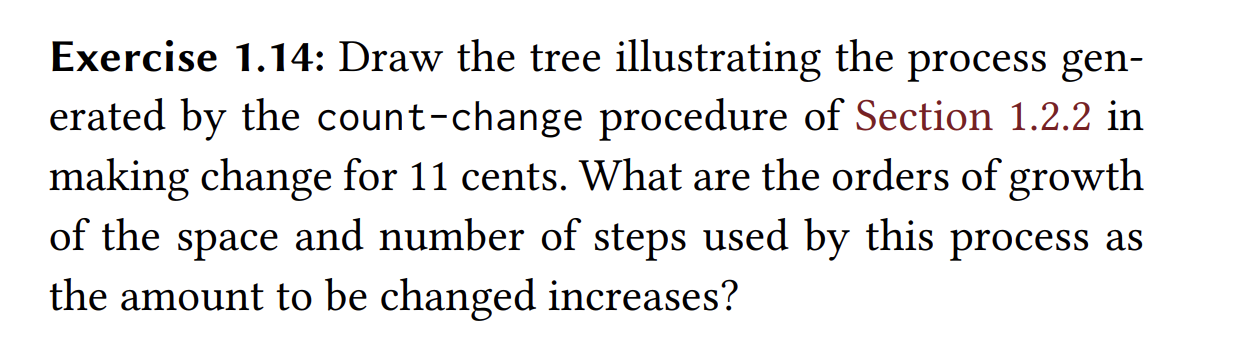 Exercise 1.14: Draw the tree illustrating the process gen-
erated by the count-change procedure of Section 1.2.2 in
making change for 11 cents. What are the orders of growth
of the space and number of steps used by this process as
the amount to be changed increases?